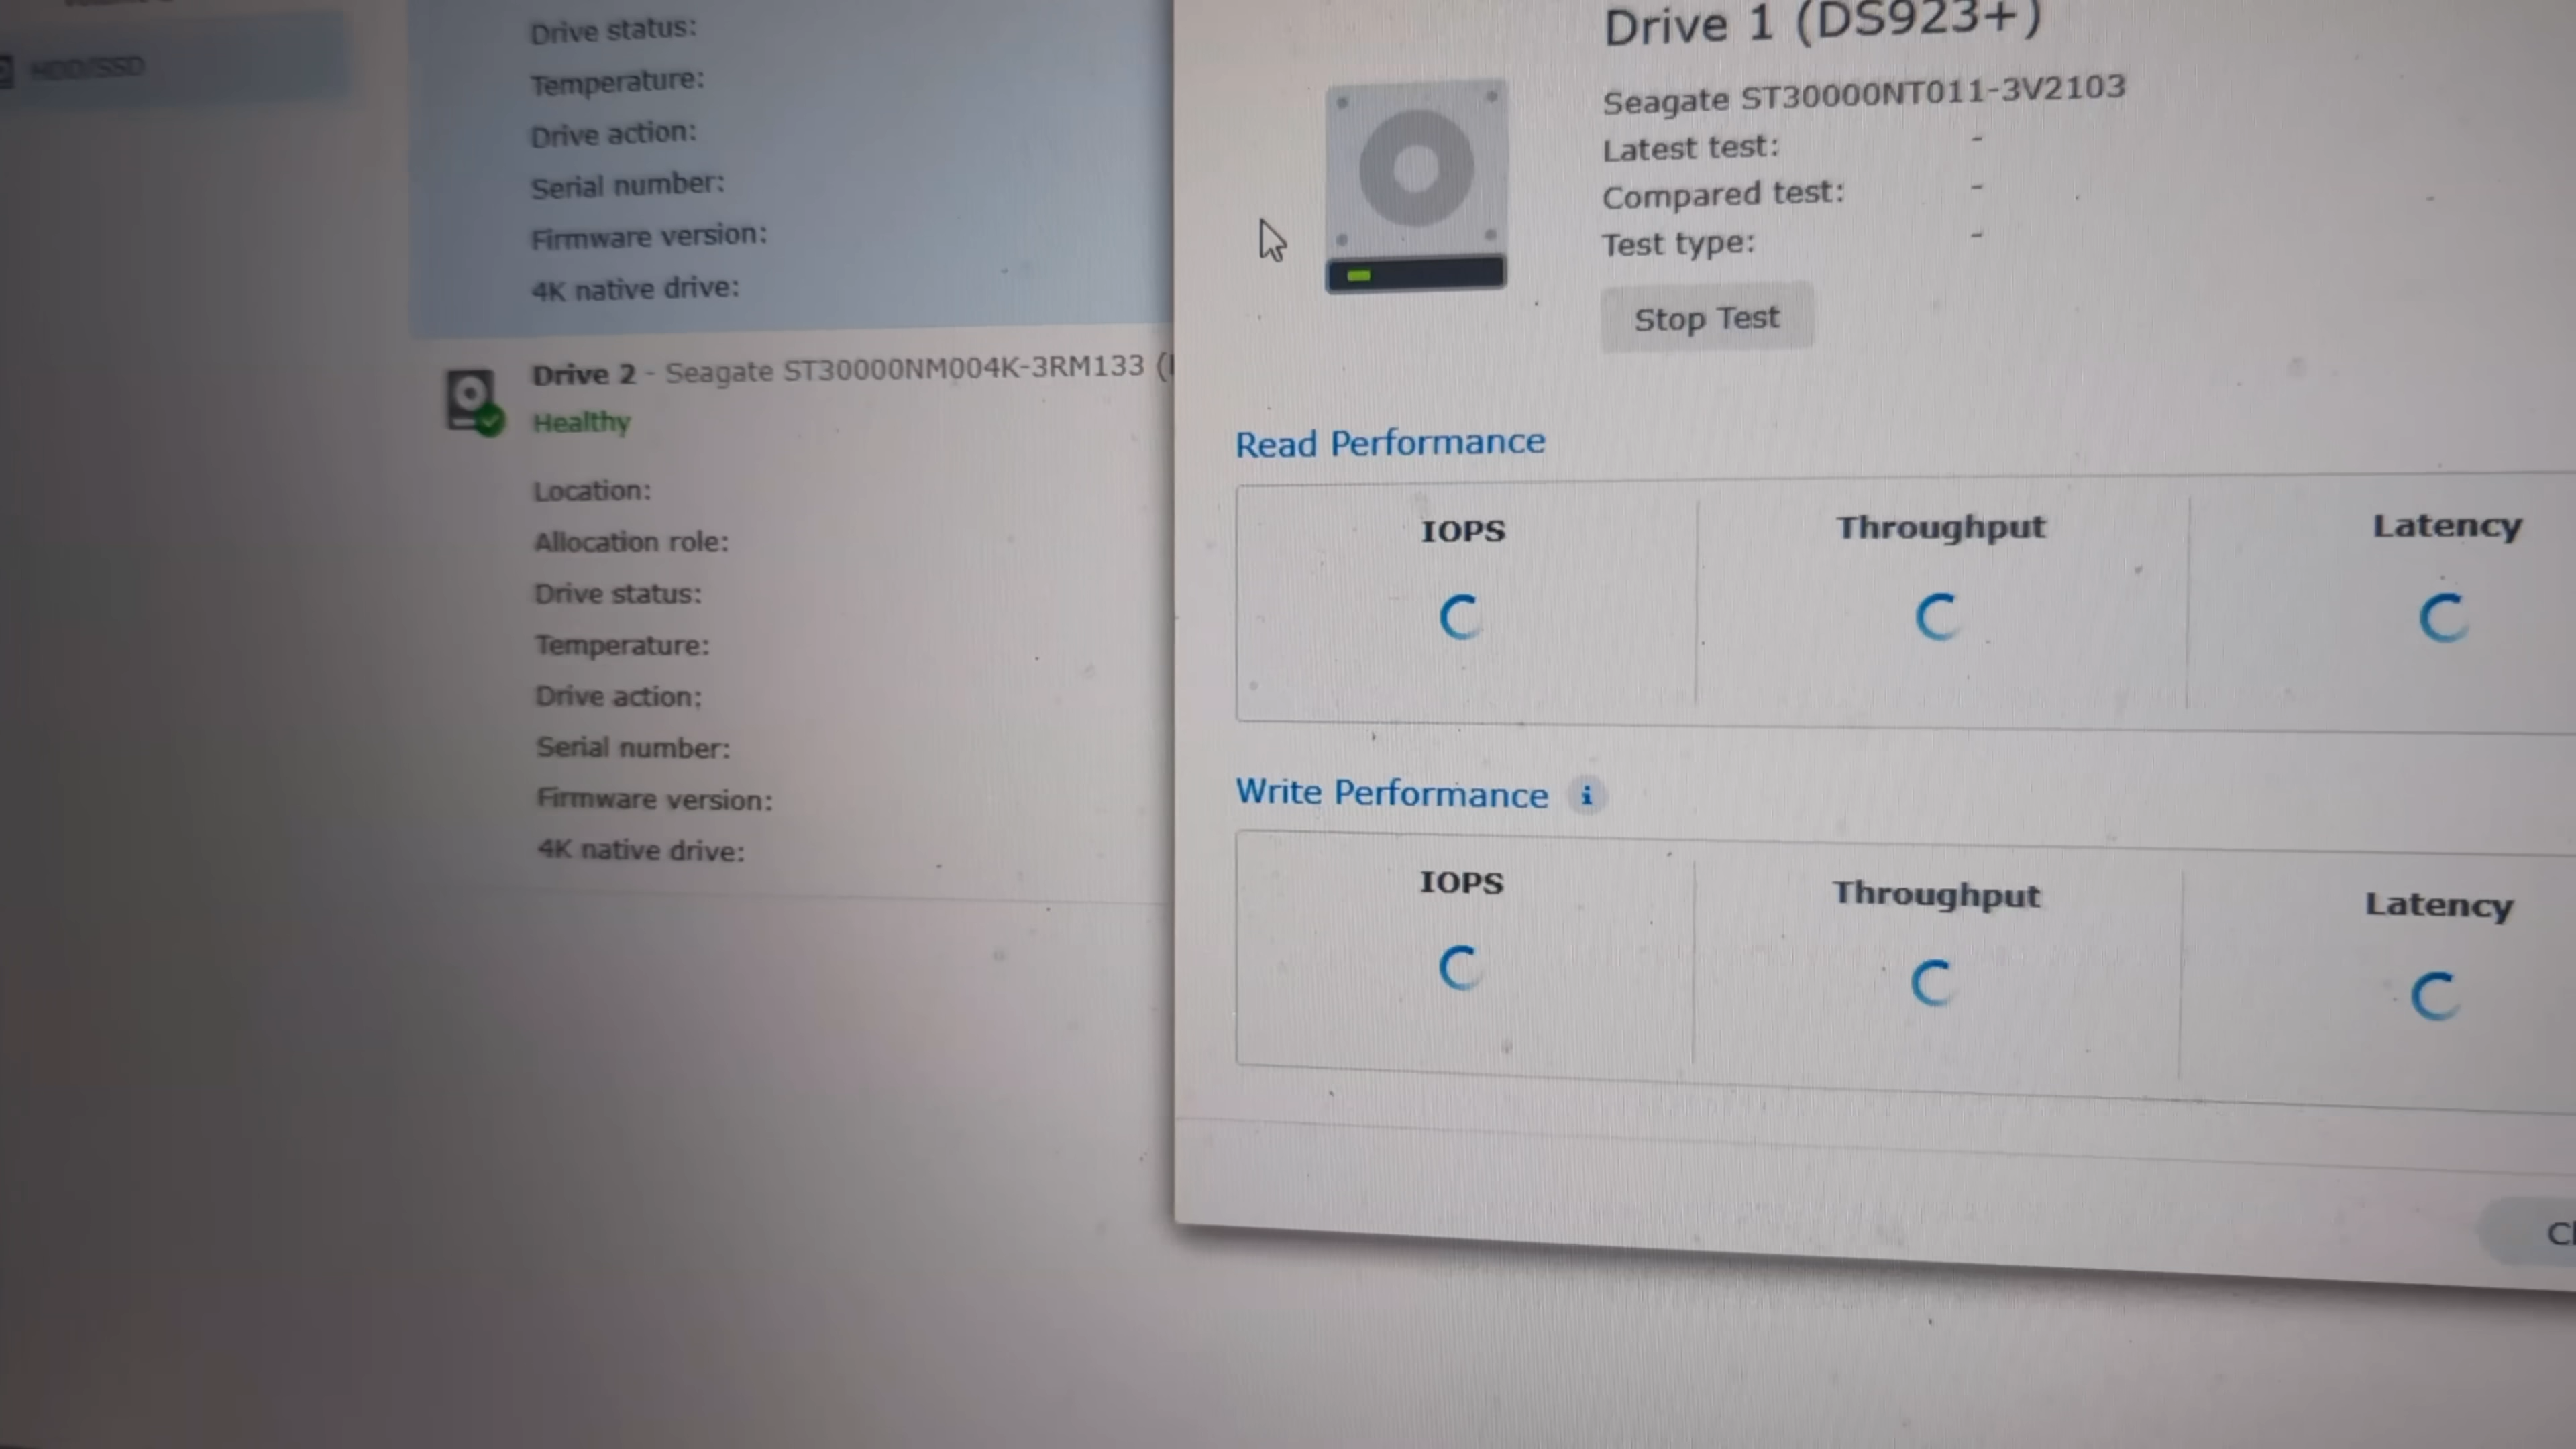 HDD/SSD
Drive status:
Temperature:
Drive action:
Serial number:
Firmware version:
4K native drive:
Drive 2 - Seagate ST30000NM004K-3RM133 (
Healthy
Location:
Allocation role:
Drive status:
Temperature:
Drive action:
Serial number:
Firmware version:
4K native drive:
Drive 1 (DS923+)
Seagate ST30000NT011-3V2103
Latest test: -
Compared test: -
Test type: -
Stop Test
Read Performance
IOPS Throughput Latency
Write Performance i
IOPS Throughput Latency